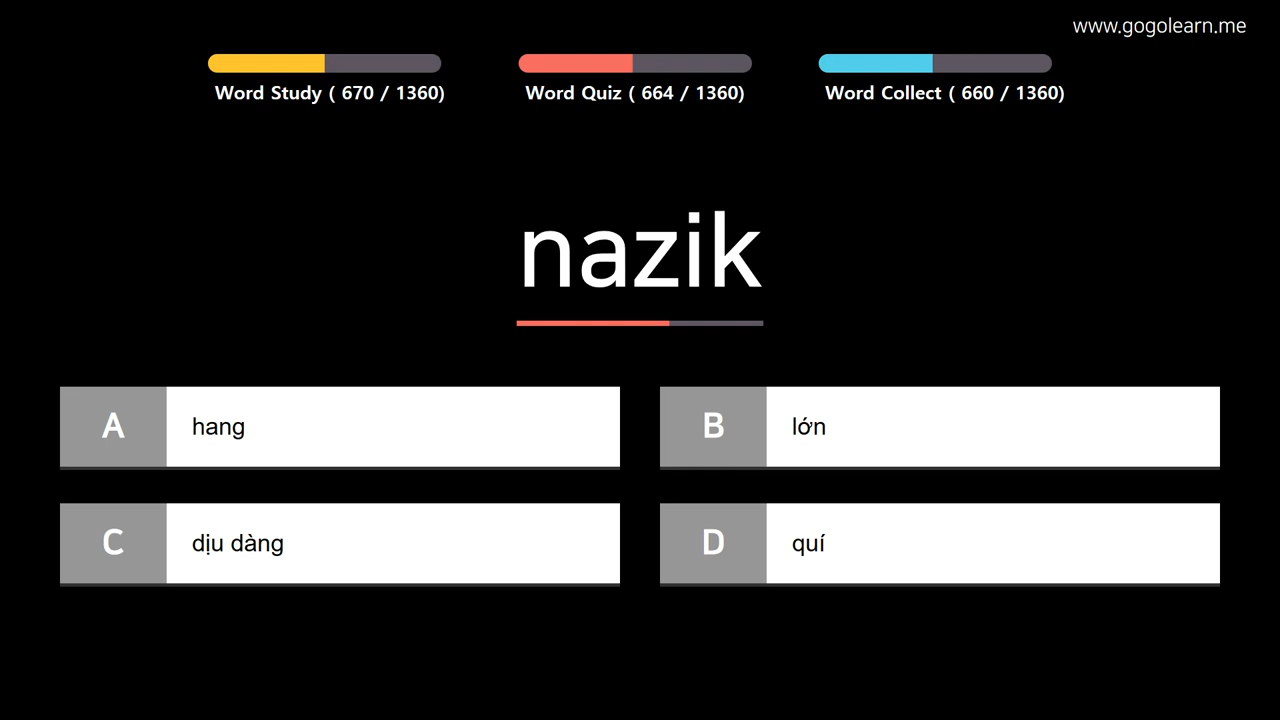 www.gogolearn.me
Word Study ( 670 / 1360)
Word Quiz ( 664 / 1360)
Word Collect ( 660 / 1360)
nazik
A hang
B lớn
C dịu dàng
D quí